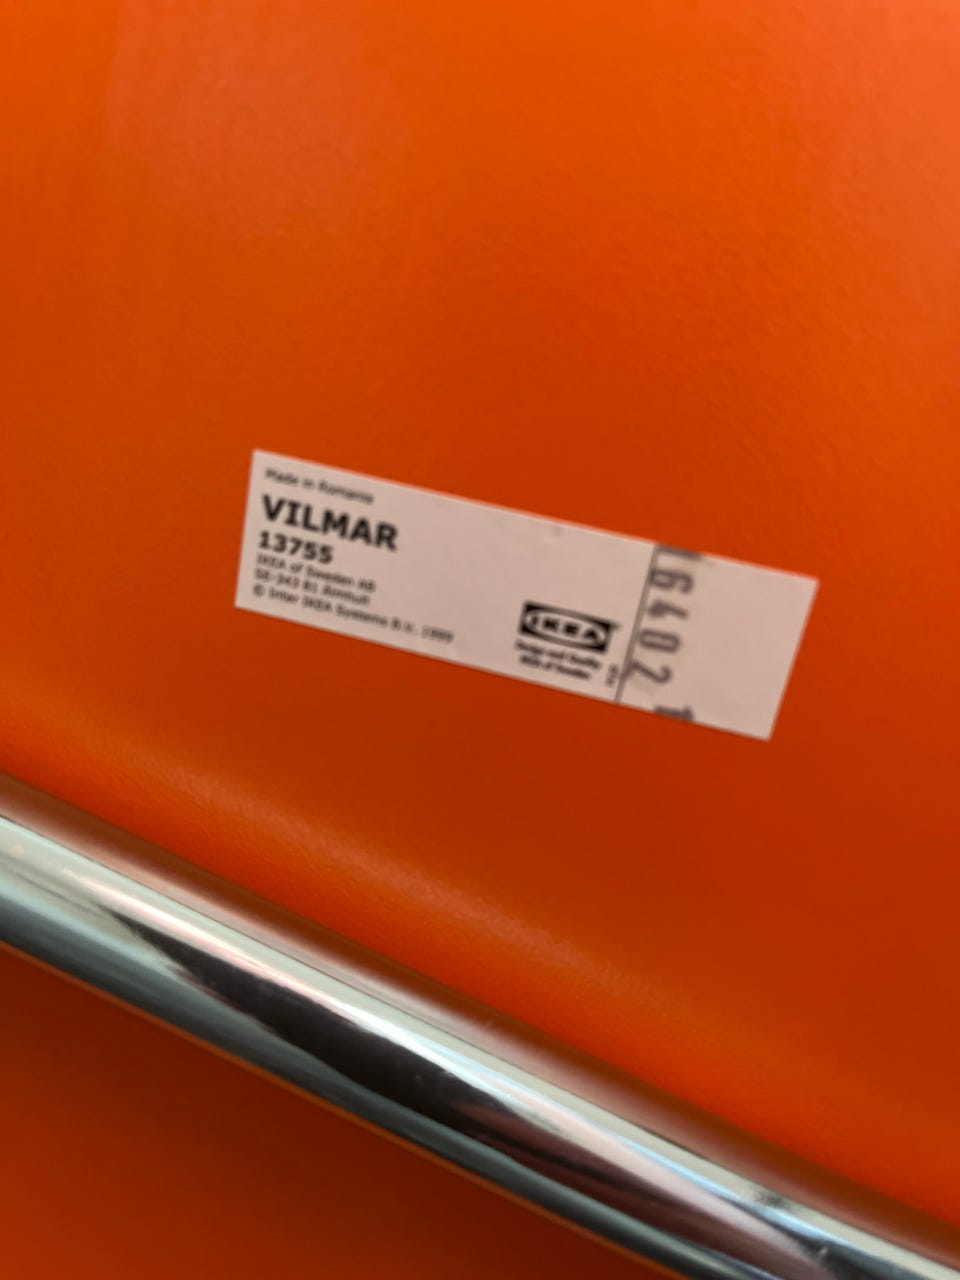 Made in Romania
VILMAR
13755
IKEA of Sweden AB
SE-343 81 Älmhult
© Inter IKEA Systems B.V. 1999
IKEA
Design and Quality
IKEA of Sweden
64021